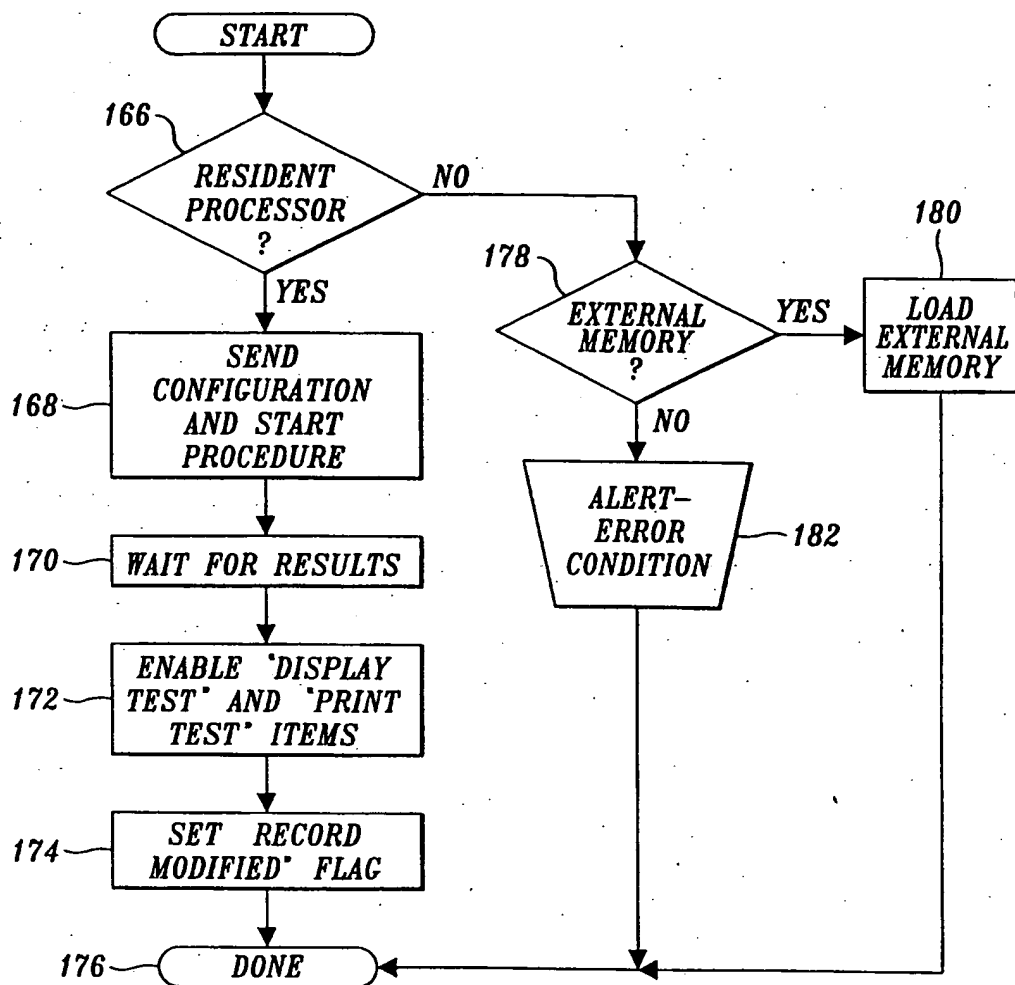 START
166
RESIDENT
PROCESSOR
?
NO
YES
178
EXTERNAL
MEMORY
?
YES
NO
180
LOAD
EXTERNAL
MEMORY
168
SEND
CONFIGURATION
AND START
PROCEDURE
ALERT-
ERROR
CONDITION
182
170
WAIT FOR RESULTS
172
ENABLE "DISPLAY
TEST" AND "PRINT
TEST" ITEMS
174
SET RECORD
MODIFIED" FLAG
176
DONE